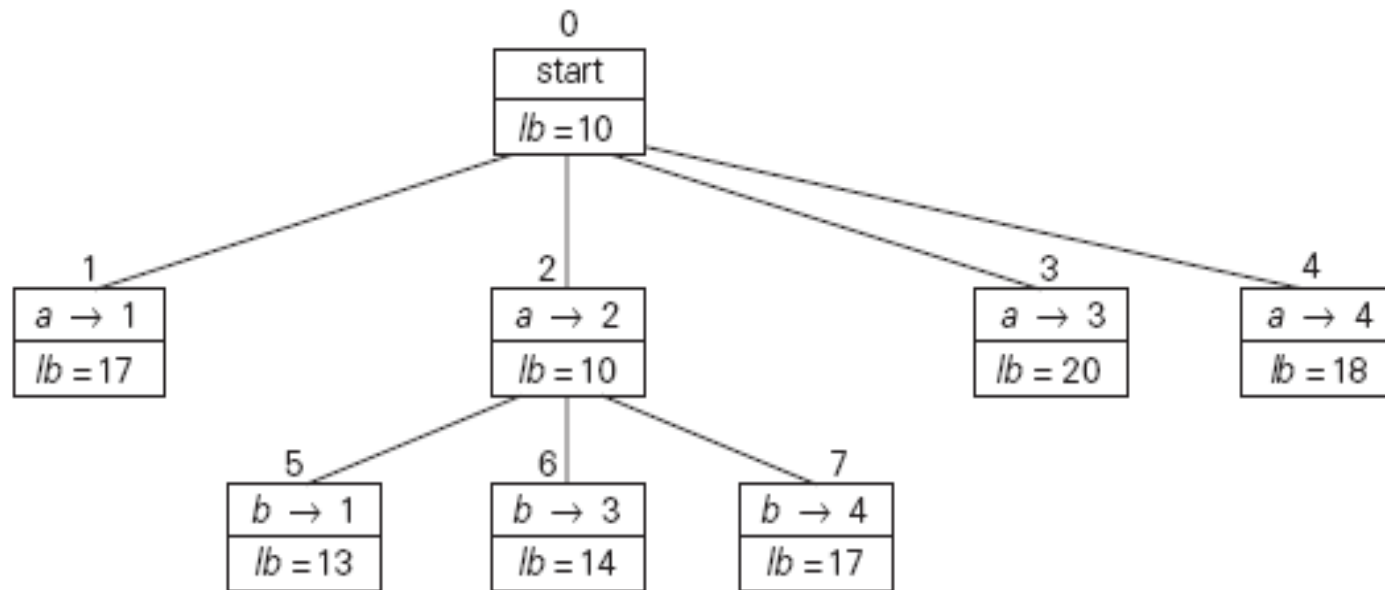 0
start
lb = 10
1
a → 1
lb = 17
2
a → 2
lb = 10
3
a → 3
lb = 20
4
a → 4
lb = 18
5
b → 1
lb = 13
6
b → 3
lb = 14
7
b → 4
lb = 17